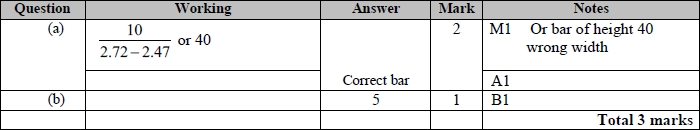 Question Working Answer Mark Notes
(a) 10 / 2.72 – 2.47 or 40 2 M1 Or bar of height 40
wrong width
Correct bar A1
(b) 5 1 B1
Total 3 marks